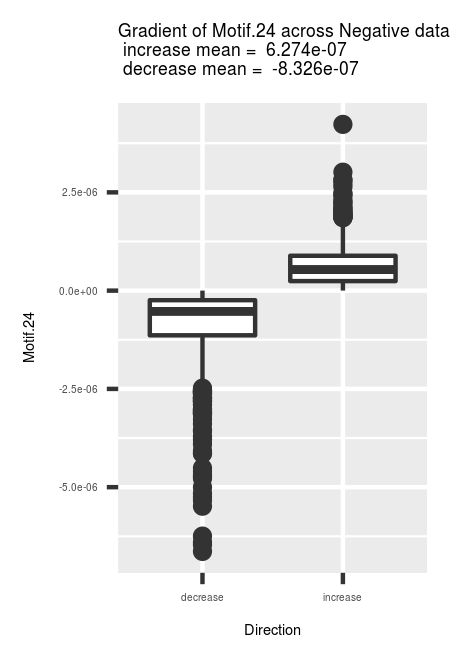 Gradient of Motif.24 across Negative data
increase mean =  6.274e-07
decrease mean =  -8.326e-07
Motif.24
2.5e-06
0.0e+00
-2.5e-06
-5.0e-06
decrease
increase
Direction